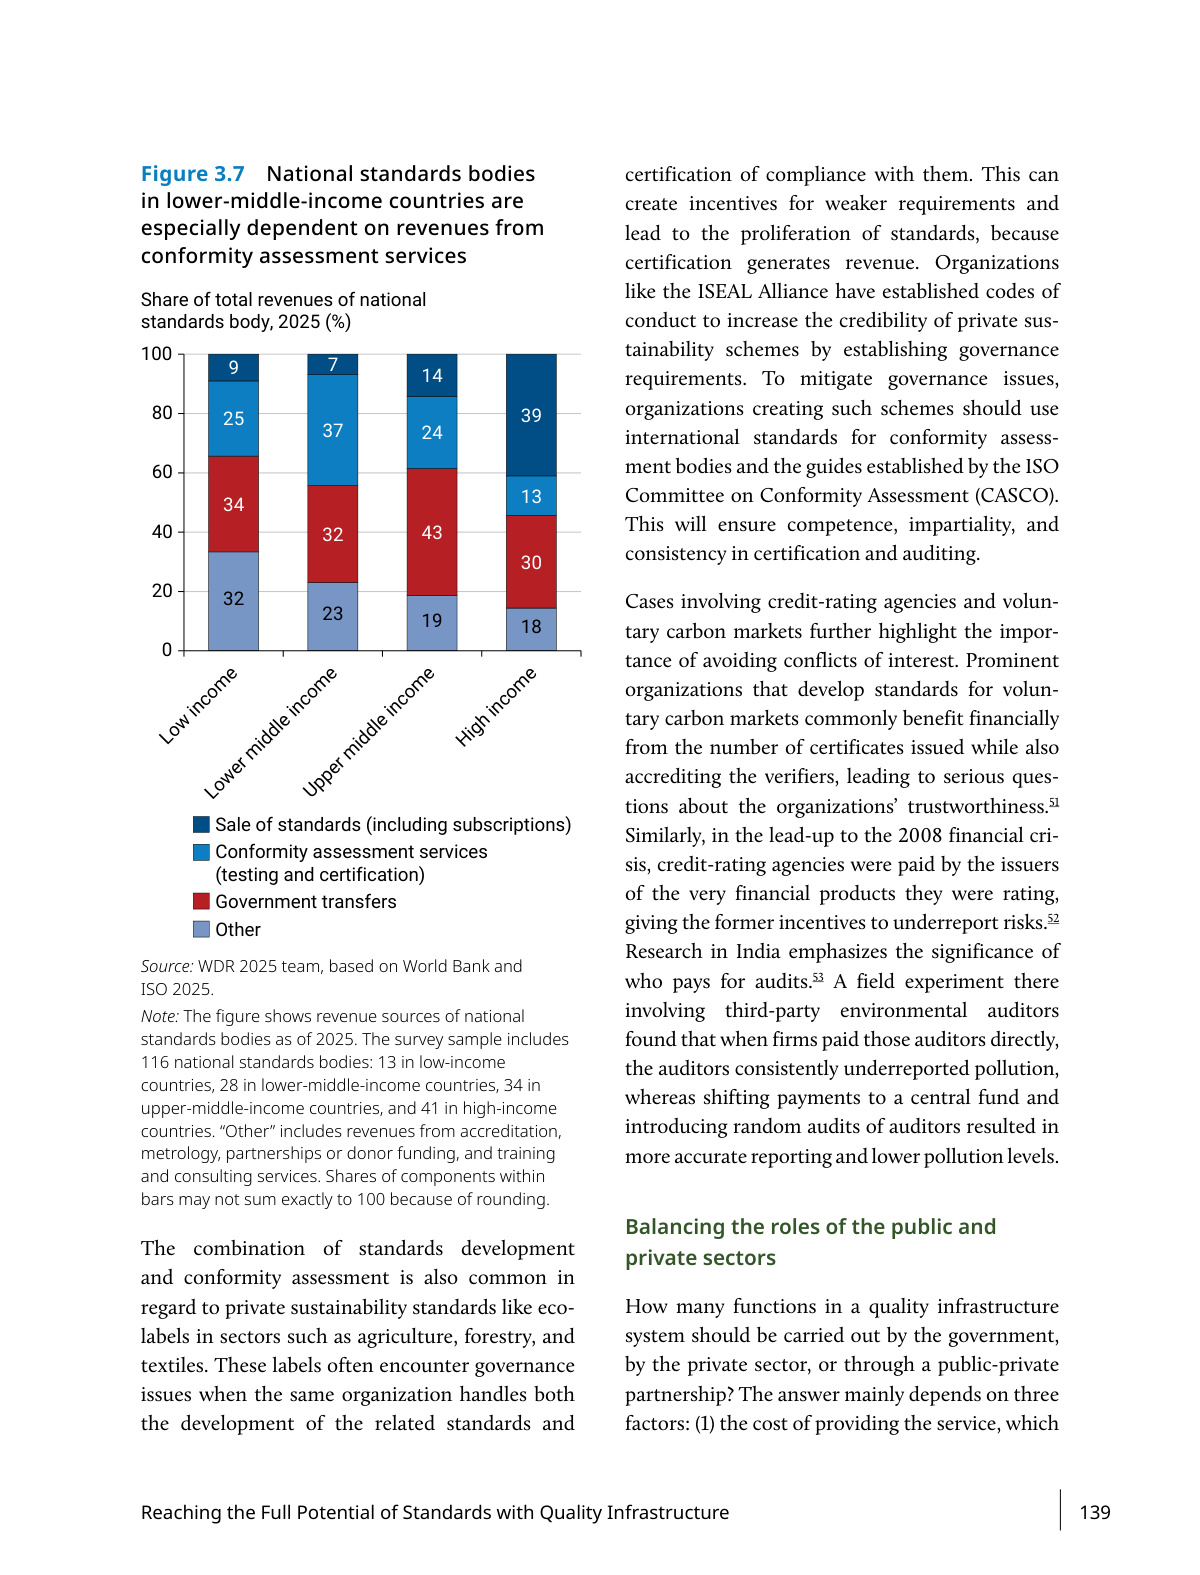 Figure 3.7 National standards bodies
in lower-middle-income countries are
especially dependent on revenues from
conformity assessment services
Share of total revenues of national
standards body, 2025 (%)
100
80
60
40
20
0
9
25
34
32
7
37
32
23
14
24
43
19
39
13
30
18
Low income
Lower middle income
Upper middle income
High income
Sale of standards (including subscriptions)
Conformity assessment services
(testing and certification)
Government transfers
Other
Source: WDR 2025 team, based on World Bank and
ISO 2025.
Note: The figure shows revenue sources of national
standards bodies as of 2025. The survey sample includes
116 national standards bodies: 13 in low-income
countries, 28 in lower-middle-income countries, 34 in
upper-middle-income countries, and 41 in high-income
countries. “Other” includes revenues from accreditation,
metrology, partnerships or donor funding, and training
and consulting services. Shares of components within
bars may not sum exactly to 100 because of rounding.
The combination of standards development
and conformity assessment is also common in
regard to private sustainability standards like eco-
labels in sectors such as agriculture, forestry, and
textiles. These labels often encounter governance
issues when the same organization handles both
the development of the related standards and
certification of compliance with them. This can
create incentives for weaker requirements and
lead to the proliferation of standards, because
certification generates revenue. Organizations
like the ISEAL Alliance have established codes of
conduct to increase the credibility of private sus-
tainability schemes by establishing governance
requirements. To mitigate governance issues,
organizations creating such schemes should use
international standards for conformity assess-
ment bodies and the guides established by the ISO
Committee on Conformity Assessment (CASCO).
This will ensure competence, impartiality, and
consistency in certification and auditing.
Cases involving credit-rating agencies and volun-
tary carbon markets further highlight the impor-
tance of avoiding conflicts of interest. Prominent
organizations that develop standards for volun-
tary carbon markets commonly benefit financially
from the number of certificates issued while also
accrediting the verifiers, leading to serious ques-
tions about the organizations’ trustworthiness.51
Similarly, in the lead-up to the 2008 financial cri-
sis, credit-rating agencies were paid by the issuers
of the very financial products they were rating,
giving the former incentives to underreport risks.52
Research in India emphasizes the significance of
who pays for audits.53 A field experiment there
involving third-party environmental auditors
found that when firms paid those auditors directly,
the auditors consistently underreported pollution,
whereas shifting payments to a central fund and
introducing random audits of auditors resulted in
more accurate reporting and lower pollution levels.
Balancing the roles of the public and
private sectors
How many functions in a quality infrastructure
system should be carried out by the government,
by the private sector, or through a public-private
partnership? The answer mainly depends on three
factors: (1) the cost of providing the service, which
Reaching the Full Potential of Standards with Quality Infrastructure
139